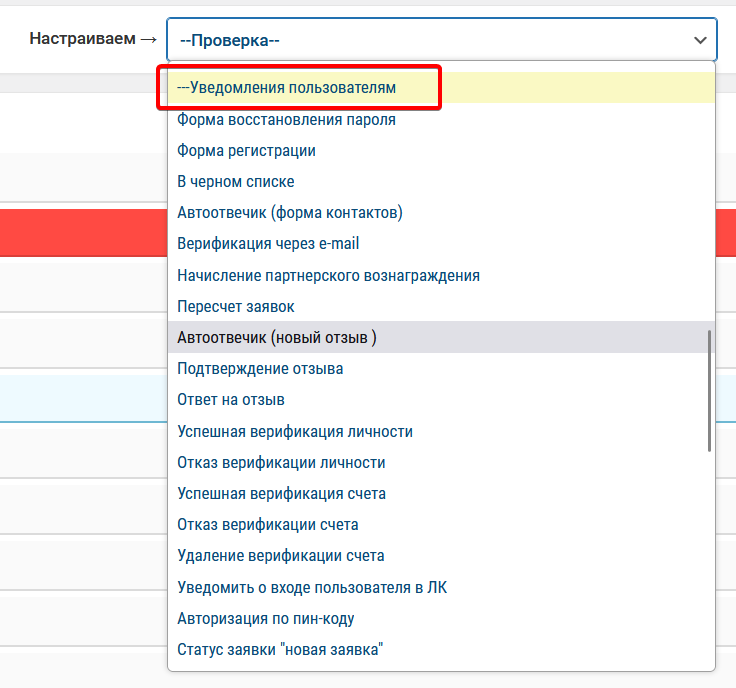 Настраиваем →
--Проверка--
---Уведомления пользователям
Форма восстановления пароля
Форма регистрации
В черном списке
Автоотвечик (форма контактов)
Верификация через e-mail
Начисление партнерского вознаграждения
Пересчет заявок
Автоотвечик (новый отзыв )
Подтверждение отзыва
Ответ на отзыв
Успешная верификация личности
Отказ верификации личности
Успешная верификация счета
Отказ верификации счета
Удаление верификации счета
Уведомить о входе пользователя в ЛК
Авторизация по пин-коду
Статус заявки "новая заявка"